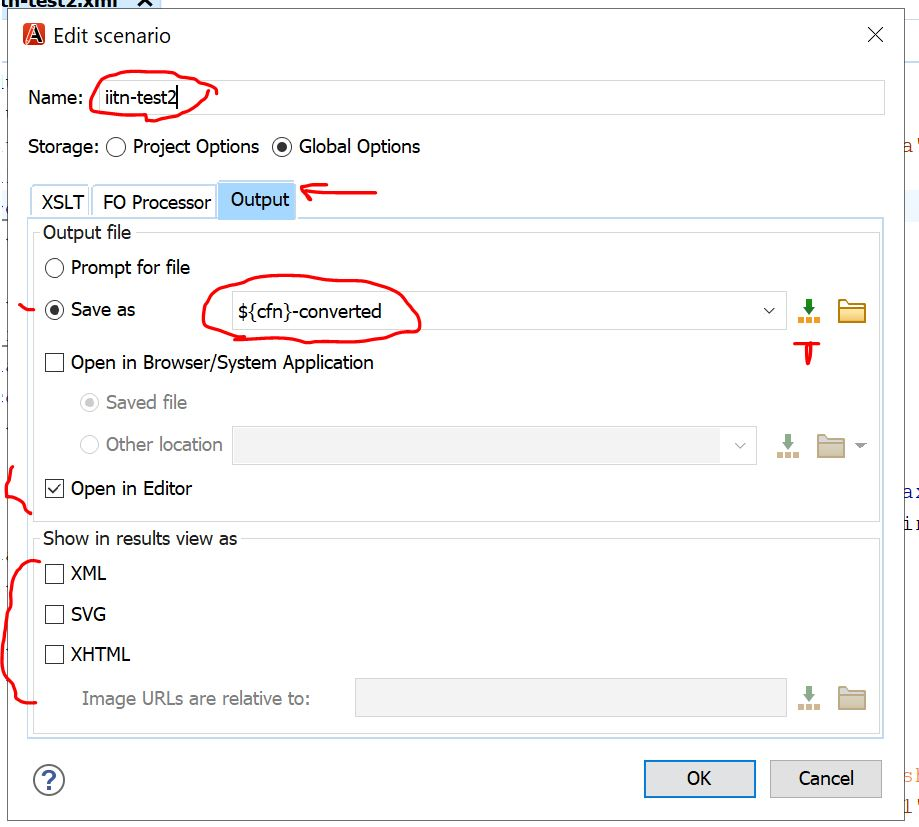 th-test2.xml
Edit scenario
Name: iitn-test2
Storage: Project Options Global Options
XSLT FO Processor Output
Output file
Prompt for file
Save as ${cfn}-converted
Open in Browser/System Application
Saved file
Other location
Open in Editor
Show in results view as
XML
SVG
XHTML
Image URLs are relative to:
?
OK Cancel